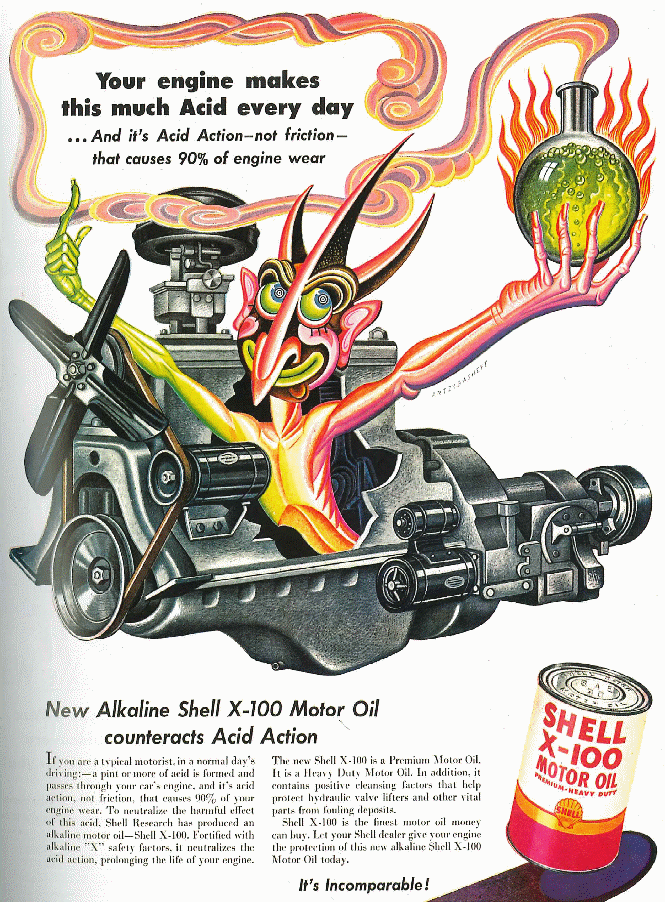 Your engine makes
this much Acid every day
... And it's Acid Action—not friction—
that causes 90% of engine wear
ARTZYBASHEFF
New Alkaline Shell X-100 Motor Oil
counteracts Acid Action
If you are a typical motorist, in a normal day's
driving:—a pint or more of acid is formed and
passes through your car's engine, and it's acid
action, not friction, that causes 90% of your
engine wear. To neutralize the harmful effect
of this acid, Shell Research has produced an
alkaline motor oil—Shell X-100. Fortified with
alkaline "X" safety factors, it neutralizes the
acid action, prolonging the life of your engine.
The new Shell X-100 is a Premium Motor Oil.
It is a Heavy Duty Motor Oil. In addition, it
contains positive cleansing factors that help
protect hydraulic valve lifters and other vital
parts from fouling deposits.
Shell X-100 is the finest motor oil money
can buy. Let your Shell dealer give your engine
the protection of this new alkaline Shell X-100
Motor Oil today.
It's Incomparable!
SHELL
X-100
MOTOR OIL
PREMIUM-HEAVY DUTY
SHELL